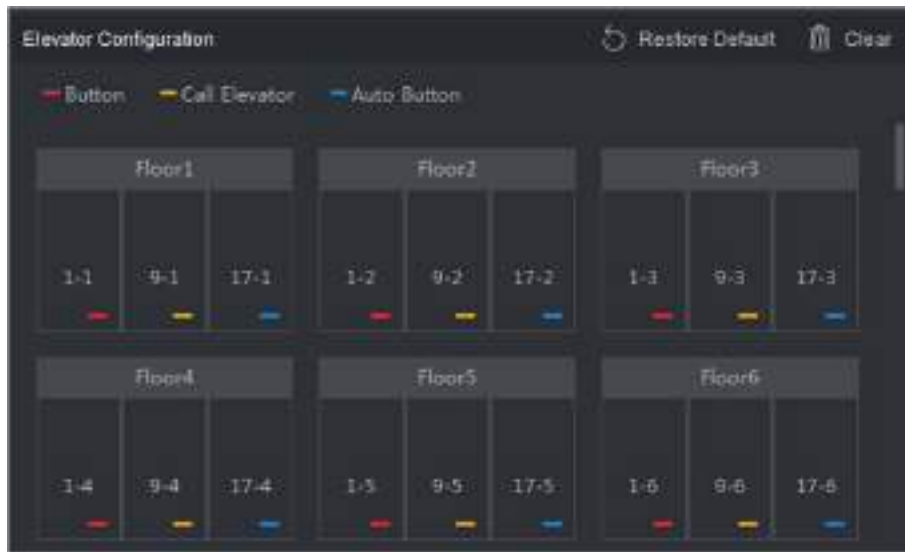 Elevator Configuration Restore Default Clear
Button Call Elevator Auto Button
Floor1 Floor2 Floor3
1-1 9-1 17-1 1-2 9-2 17-2 1-3 9-3 17-3
Floor4 Floor5 Floor6
1-4 9-4 17-4 1-5 9-5 17-5 1-6 9-6 17-6